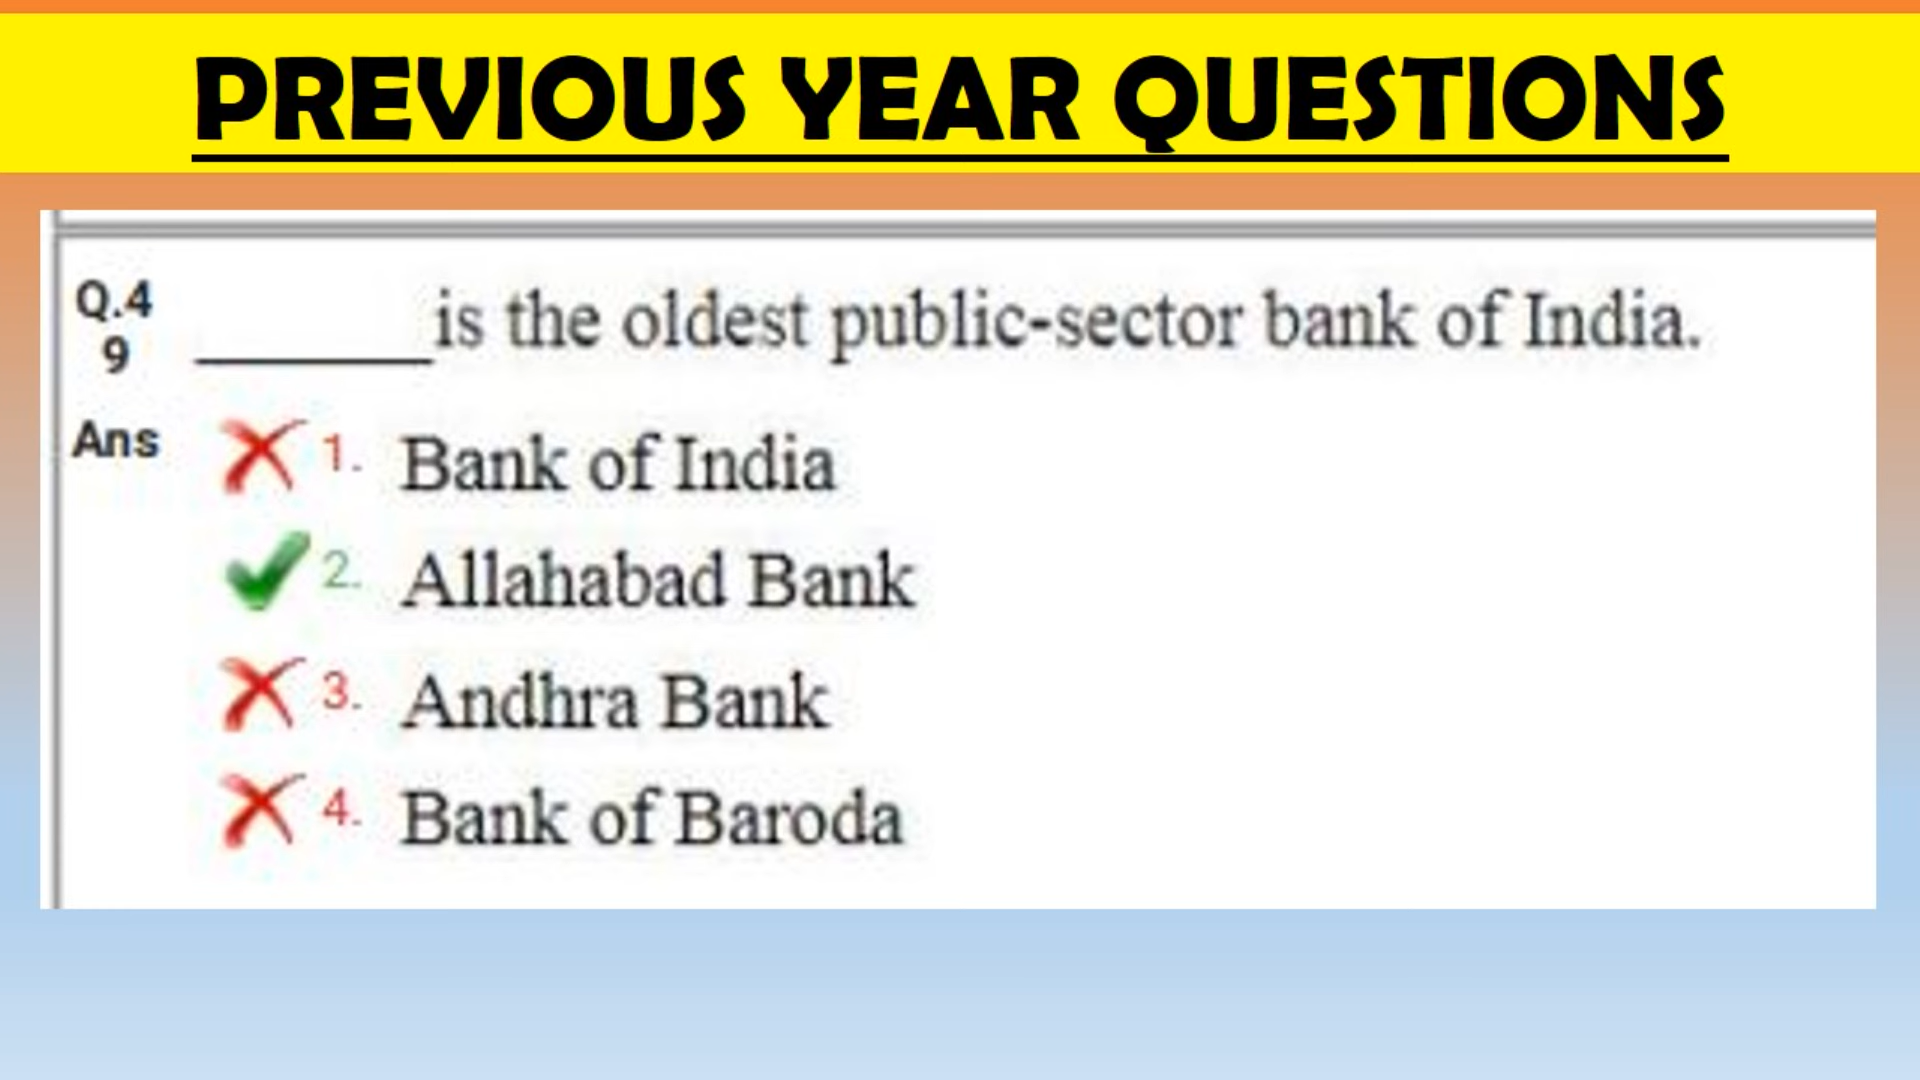 PREVIOUS YEAR QUESTIONS
Q.4
9
_______is the oldest public-sector bank of India.
Ans
1. Bank of India
2. Allahabad Bank
3. Andhra Bank
4. Bank of Baroda